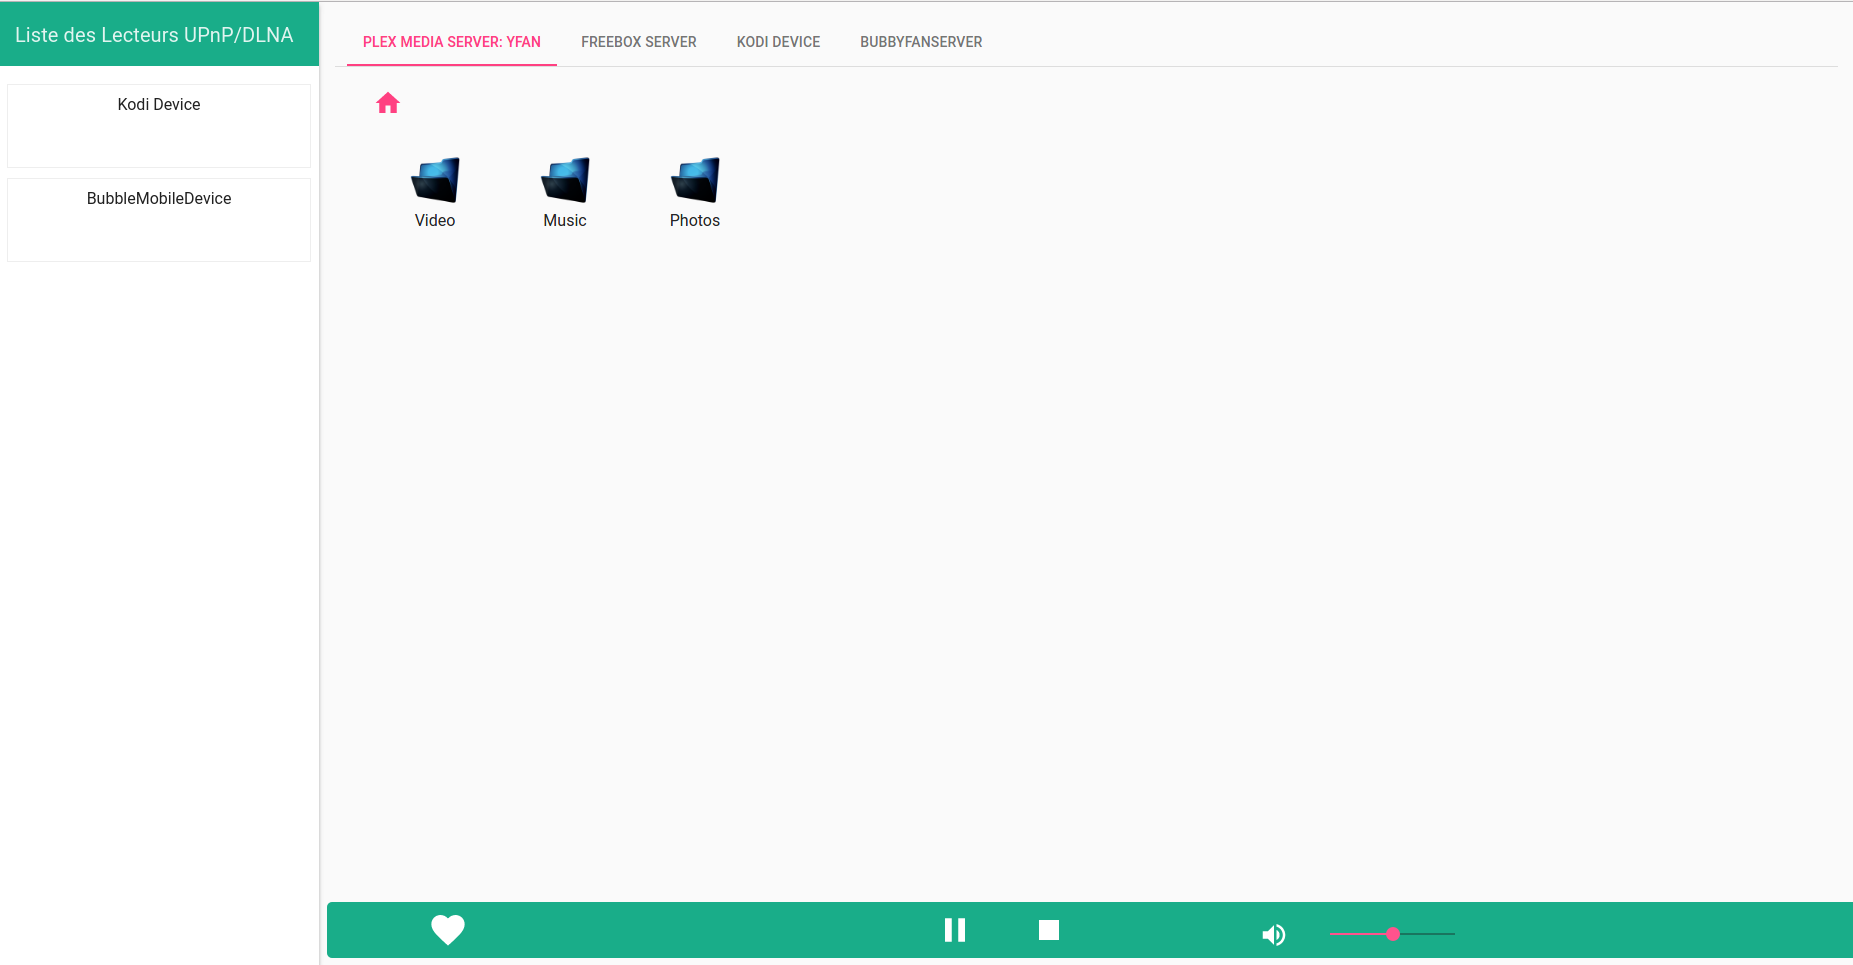 Liste des Lecteurs UPnP/DLNA
Kodi Device
BubbleMobileDevice
PLEX MEDIA SERVER: YFAN
FREEBOX SERVER
KODI DEVICE
BUBBYFANSERVER
Video
Music
Photos